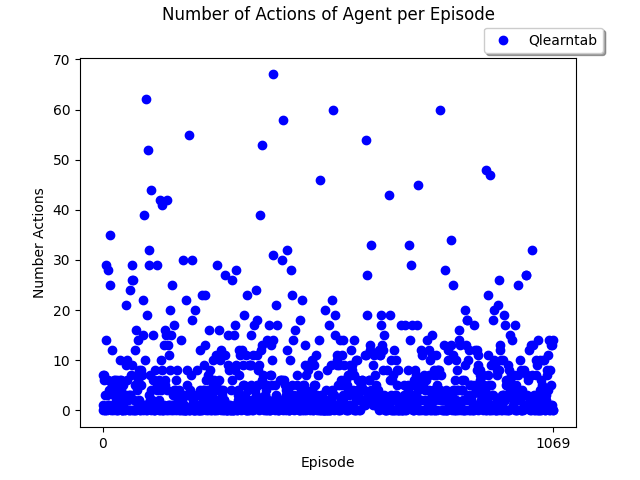 Number of Actions of Agent per Episode
Qlearntab
70
60
50
40
30
20
10
0
Number Actions
0 1069
Episode